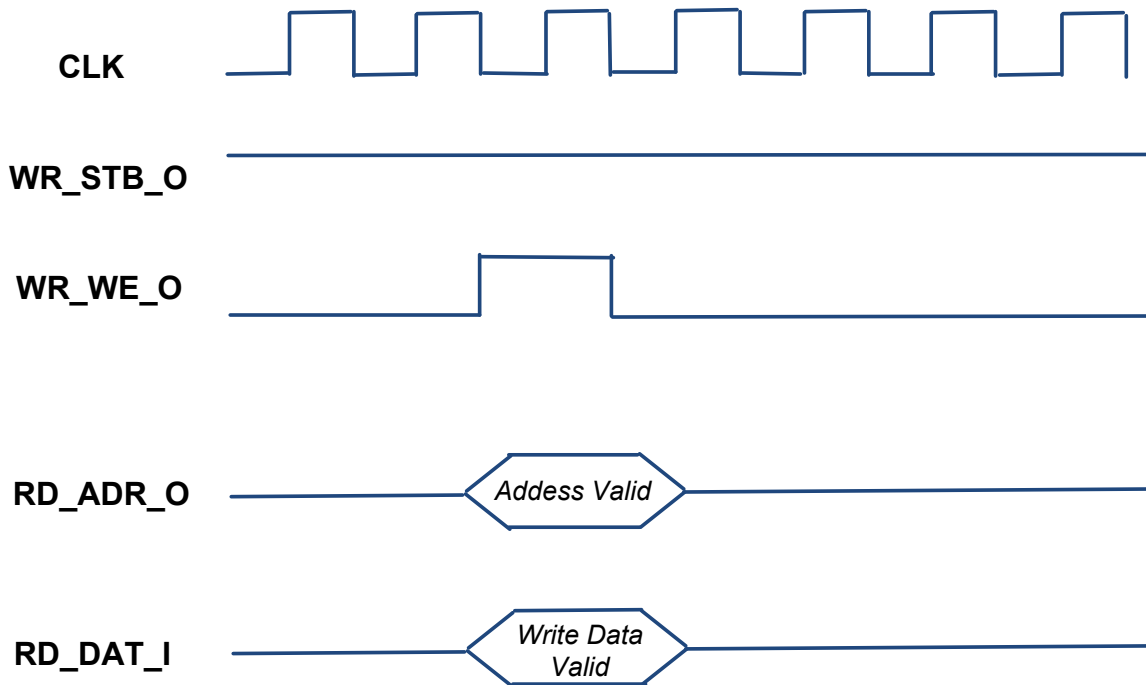 CLK
WR_STB_O
WR_WE_O
RD_ADR_O
Addess Valid
RD_DAT_I
Write Data
Valid